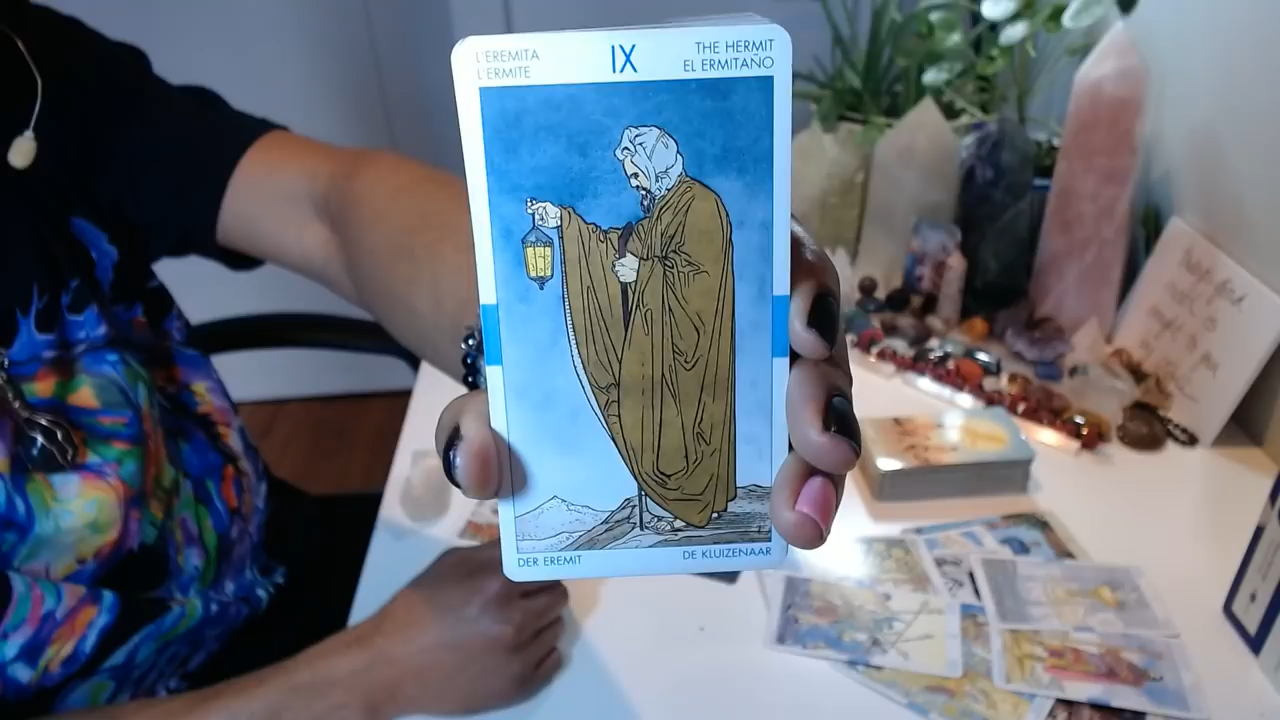 L'EREMITA
L'ERMITE
IX
THE HERMIT
EL ERMITAÑO
DER EREMIT
DE KLUIZENAAR